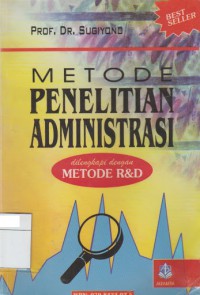 PROF. DR. SUGIYONO
BEST
SELLER
METODE
PENELITIAN
ADMINISTRASI
dilengkapi dengan
METODE R&D